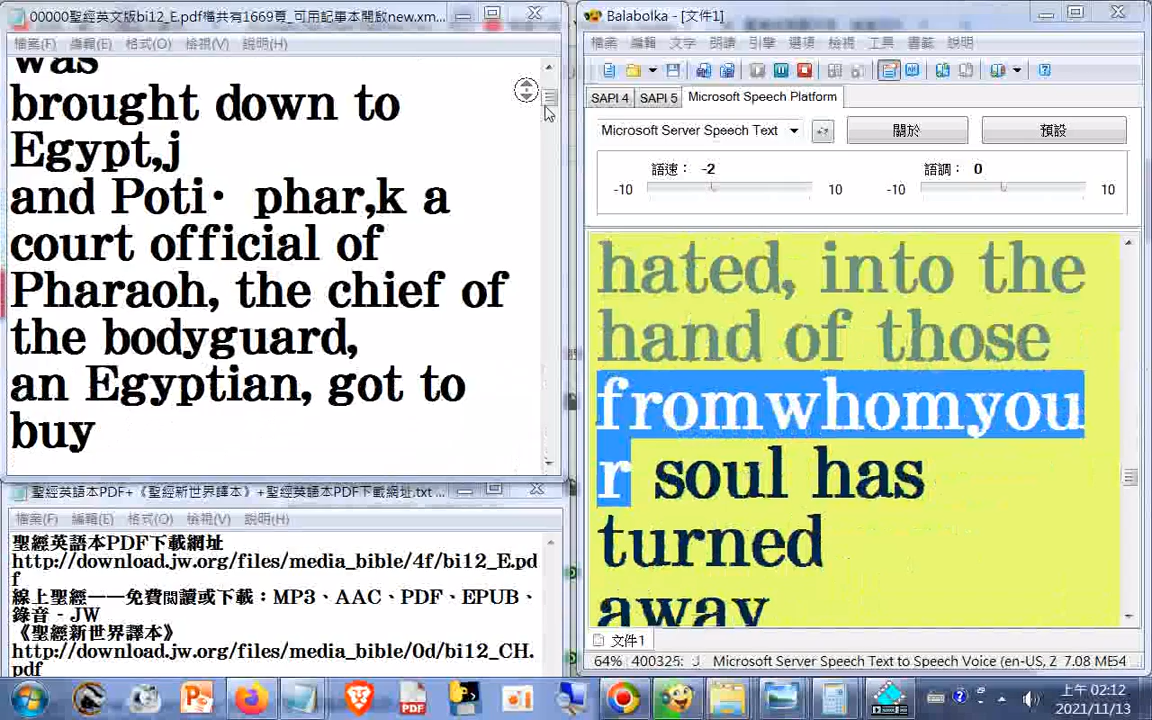 00000聖經英文版bi12_E.pdf檔共有1669頁_可用記事本開啟new.xm...
檔案(F) 編輯(E) 格式(O) 檢視(V) 說明(H)
was
brought down to
Egypt,j
and Poti· phar,k a
court official of
Pharaoh, the chief of
the bodyguard,
an Egyptian, got to
buy
聖經英語本PDF+《聖經新世界譯本》+聖經英語本PDF下載網址.txt ...
檔案(F) 編輯(E) 格式(O) 檢視(V) 說明(H)
聖經英語本PDF下載網址
http://download.jw.org/files/media_bible/4f/bi12_E.pd
f
線上聖經——免費閱讀或下載：MP3、AAC、PDF、EPUB、
錄音 - JW
《聖經新世界譯本》
http://download.jw.org/files/media_bible/0d/bi12_CH.
pdf
Balabolka - [文件1]
檔案 編輯 文字 朗讀 引擎 選項 檢視 工具 書籤 說明
SAPI 4 SAPI 5 Microsoft Speech Platform
Microsoft Server Speech Text 關於 預設
語速： -2 語調： 0
-10 10 -10 10
hated, into the
hand of those
fromwhomyou
r soul has
turned
away
文件1
64% 400325: Microsoft Server Speech Text to Speech Voice (en-US, Z 7.08 ME54
上午 02:12
2021/11/13